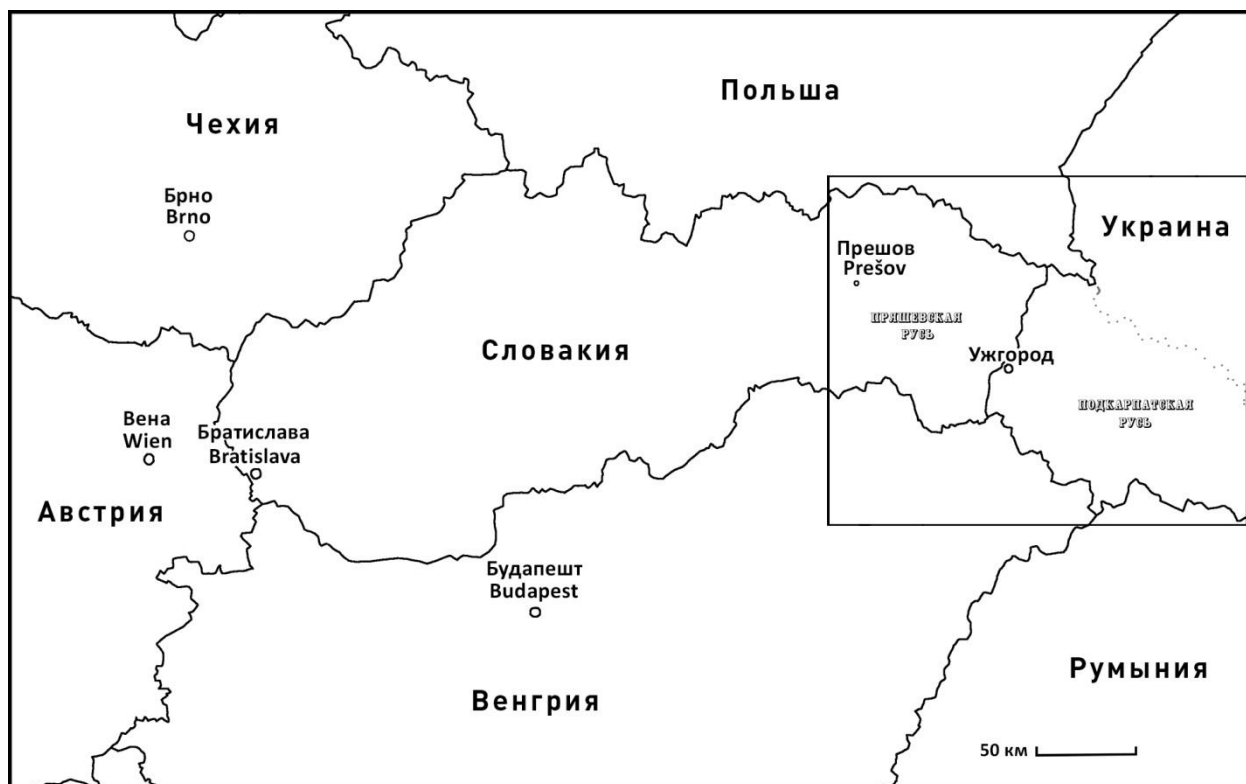 Польша
Чехия
Брно
Brno
Украина
Прешов
Prešov
ПРЯШЕВСКАЯ
РУСЬ
Словакия
Ужгород
Вена
Wien
Братислава
Bratislava
ПОДКАРПАТСКАЯ
РУСЬ
Австрия
Будапешт
Budapest
Румыния
Венгрия
50 км